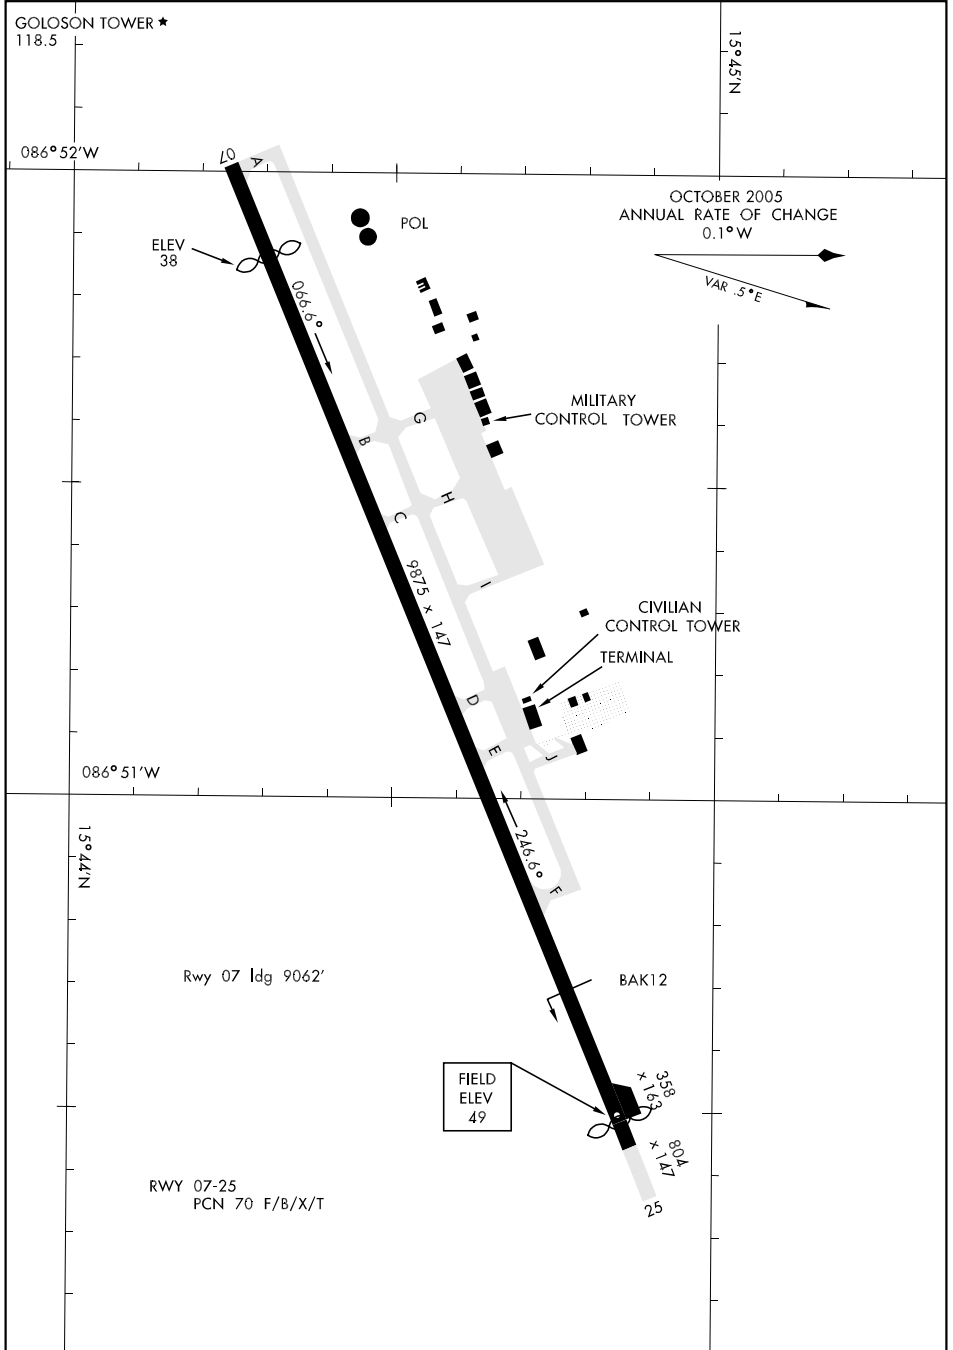 GOLOSON TOWER ★
118.5
15°45'N
086°52'W
07
A
OCTOBER 2005
ANNUAL RATE OF CHANGE
0.1°W
VAR .5°E
POL
ELEV
38
066.6°
MILITARY
CONTROL TOWER
G
B
H
C
9875 x 147
I
CIVILIAN
CONTROL TOWER
TERMINAL
D
E
J
086°51'W
15°44'N
246.6°
F
Rwy 07 ldg 9062'
BAK12
FIELD
ELEV
49
358
x 163
804
x 147
RWY 07-25
PCN 70 F/B/X/T
25